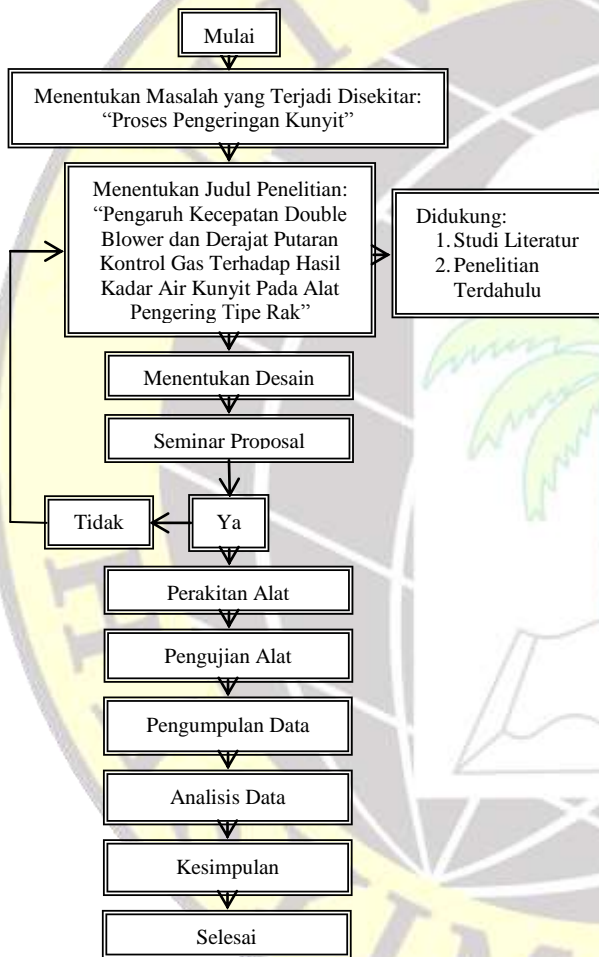 Mulai
Menentukan Masalah yang Terjadi Disekitar:
“Proses Pengeringan Kunyit”
Menentukan Judul Penelitian:
“Pengaruh Kecepatan Double
Blower dan Derajat Putaran
Kontrol Gas Terhadap Hasil
Kadar Air Kunyit Pada Alat
Pengering Tipe Rak”
Didukung:
1. Studi Literatur
2. Penelitian
Terdahulu
Menentukan Desain
Seminar Proposal
Tidak
Ya
Perakitan Alat
Pengujian Alat
Pengumpulan Data
Analisis Data
Kesimpulan
Selesai